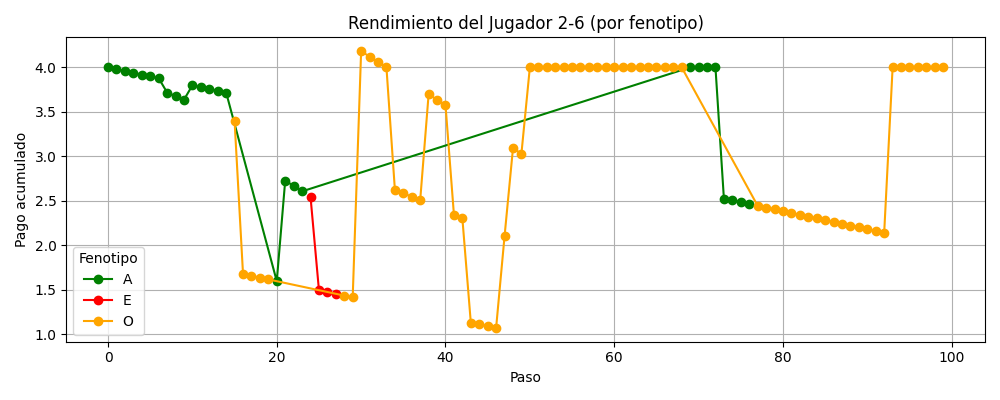 Rendimiento del Jugador 2-6 (por fenotipo)
Pago acumulado
4.0
3.5
3.0
2.5
2.0
1.5
1.0
Fenotipo
A
E
O
0 20 40 60 80 100
Paso